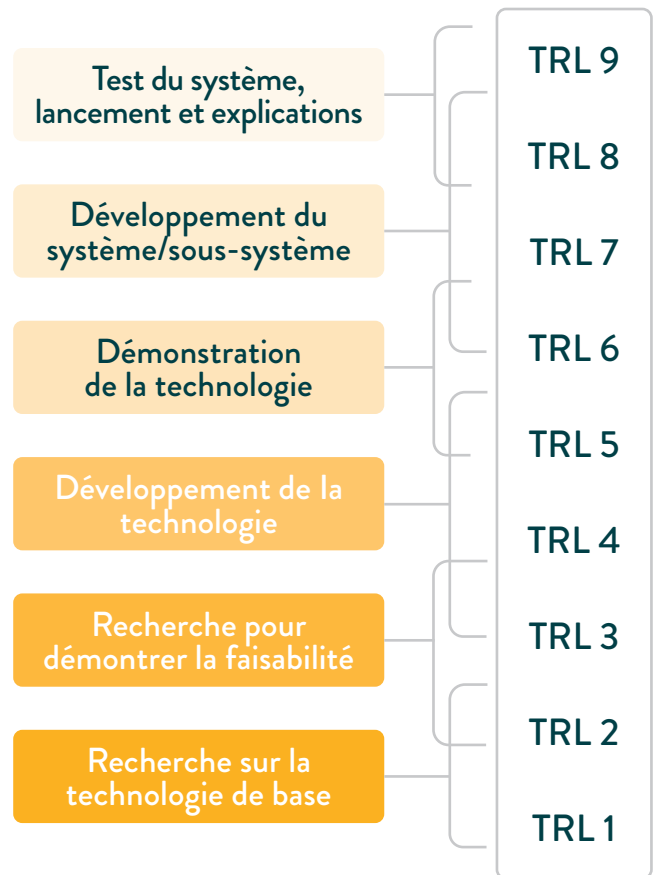 Test du système,
lancement et explications
Développement du
système/sous-système
Démonstration
de la technologie
Développement de la
technologie
Recherche pour
démontrer la faisabilité
Recherche sur la
technologie de base
TRL 9
TRL 8
TRL 7
TRL 6
TRL 5
TRL 4
TRL 3
TRL 2
TRL 1